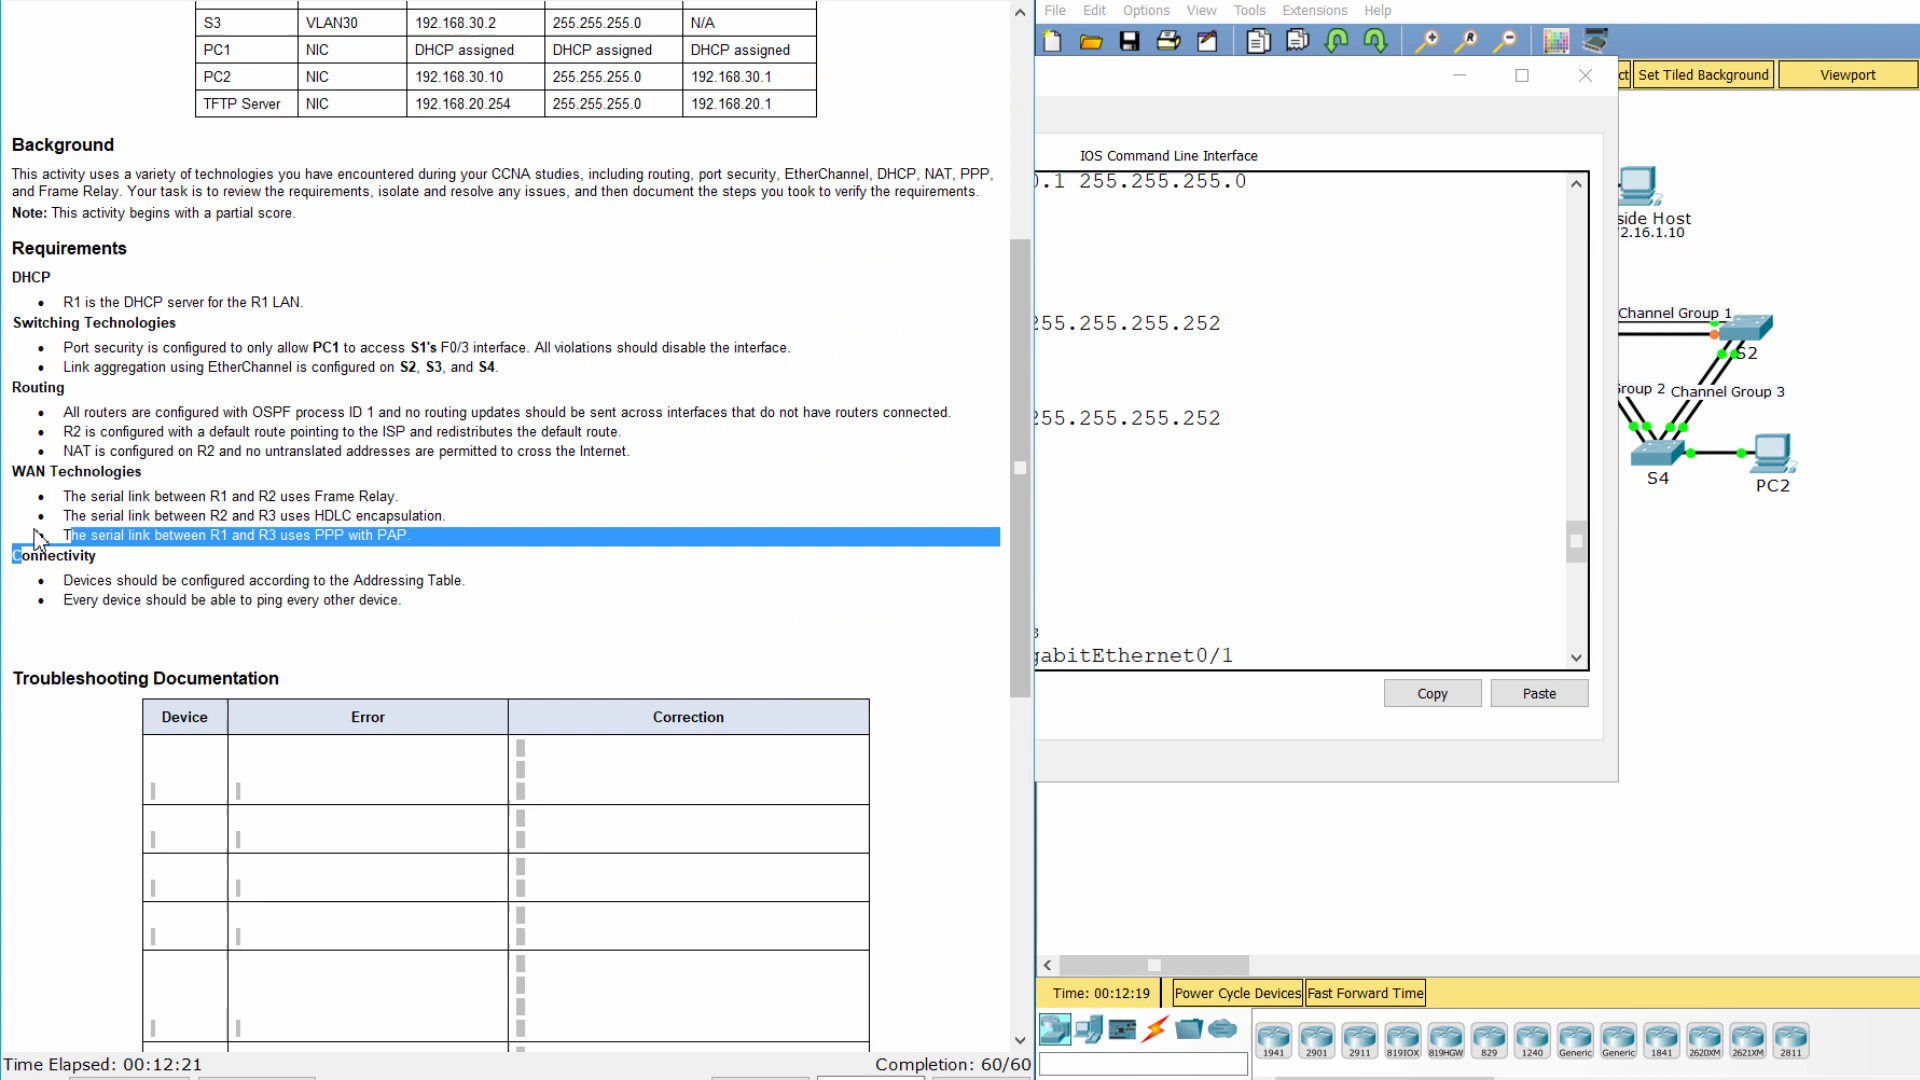 S3 VLAN30 192.168.30.2 255.255.255.0 N/A
PC1 NIC DHCP assigned DHCP assigned DHCP assigned
PC2 NIC 192.168.30.10 255.255.255.0 192.168.30.1
TFTP Server NIC 192.168.20.254 255.255.255.0 192.168.20.1
Background
This activity uses a variety of technologies you have encountered during your CCNA studies, including routing, port security, EtherChannel, DHCP, NAT, PPP,
and Frame Relay. Your task is to review the requirements, isolate and resolve any issues, and then document the steps you took to verify the requirements.
Note: This activity begins with a partial score.
Requirements
DHCP
• R1 is the DHCP server for the R1 LAN.
Switching Technologies
• Port security is configured to only allow PC1 to access S1's F0/3 interface. All violations should disable the interface.
• Link aggregation using EtherChannel is configured on S2, S3, and S4.
Routing
• All routers are configured with OSPF process ID 1 and no routing updates should be sent across interfaces that do not have routers connected.
• R2 is configured with a default route pointing to the ISP and redistributes the default route.
• NAT is configured on R2 and no untranslated addresses are permitted to cross the Internet.
WAN Technologies
• The serial link between R1 and R2 uses Frame Relay.
• The serial link between R2 and R3 uses HDLC encapsulation.
• The serial link between R1 and R3 uses PPP with PAP.
Connectivity
• Devices should be configured according to the Addressing Table.
• Every device should be able to ping every other device.
Troubleshooting Documentation
Device Error Correction
Time Elapsed: 00:12:21 Completion: 60/60
File Edit Options View Tools Extensions Help
ct Set Tiled Background Viewport
IOS Command Line Interface
0.1 255.255.255.0
255.255.255.252
255.255.255.252
3
gabitEthernet0/1
Copy Paste
side Host
2.16.1.10
Channel Group 1
S2
Group 2 Channel Group 3
S4 PC2
Time: 00:12:19 Power Cycle Devices Fast Forward Time
1941 2901 2911 819IOX 819HGW 829 1240 Generic Generic 1841 2620XM 2621XM 2811